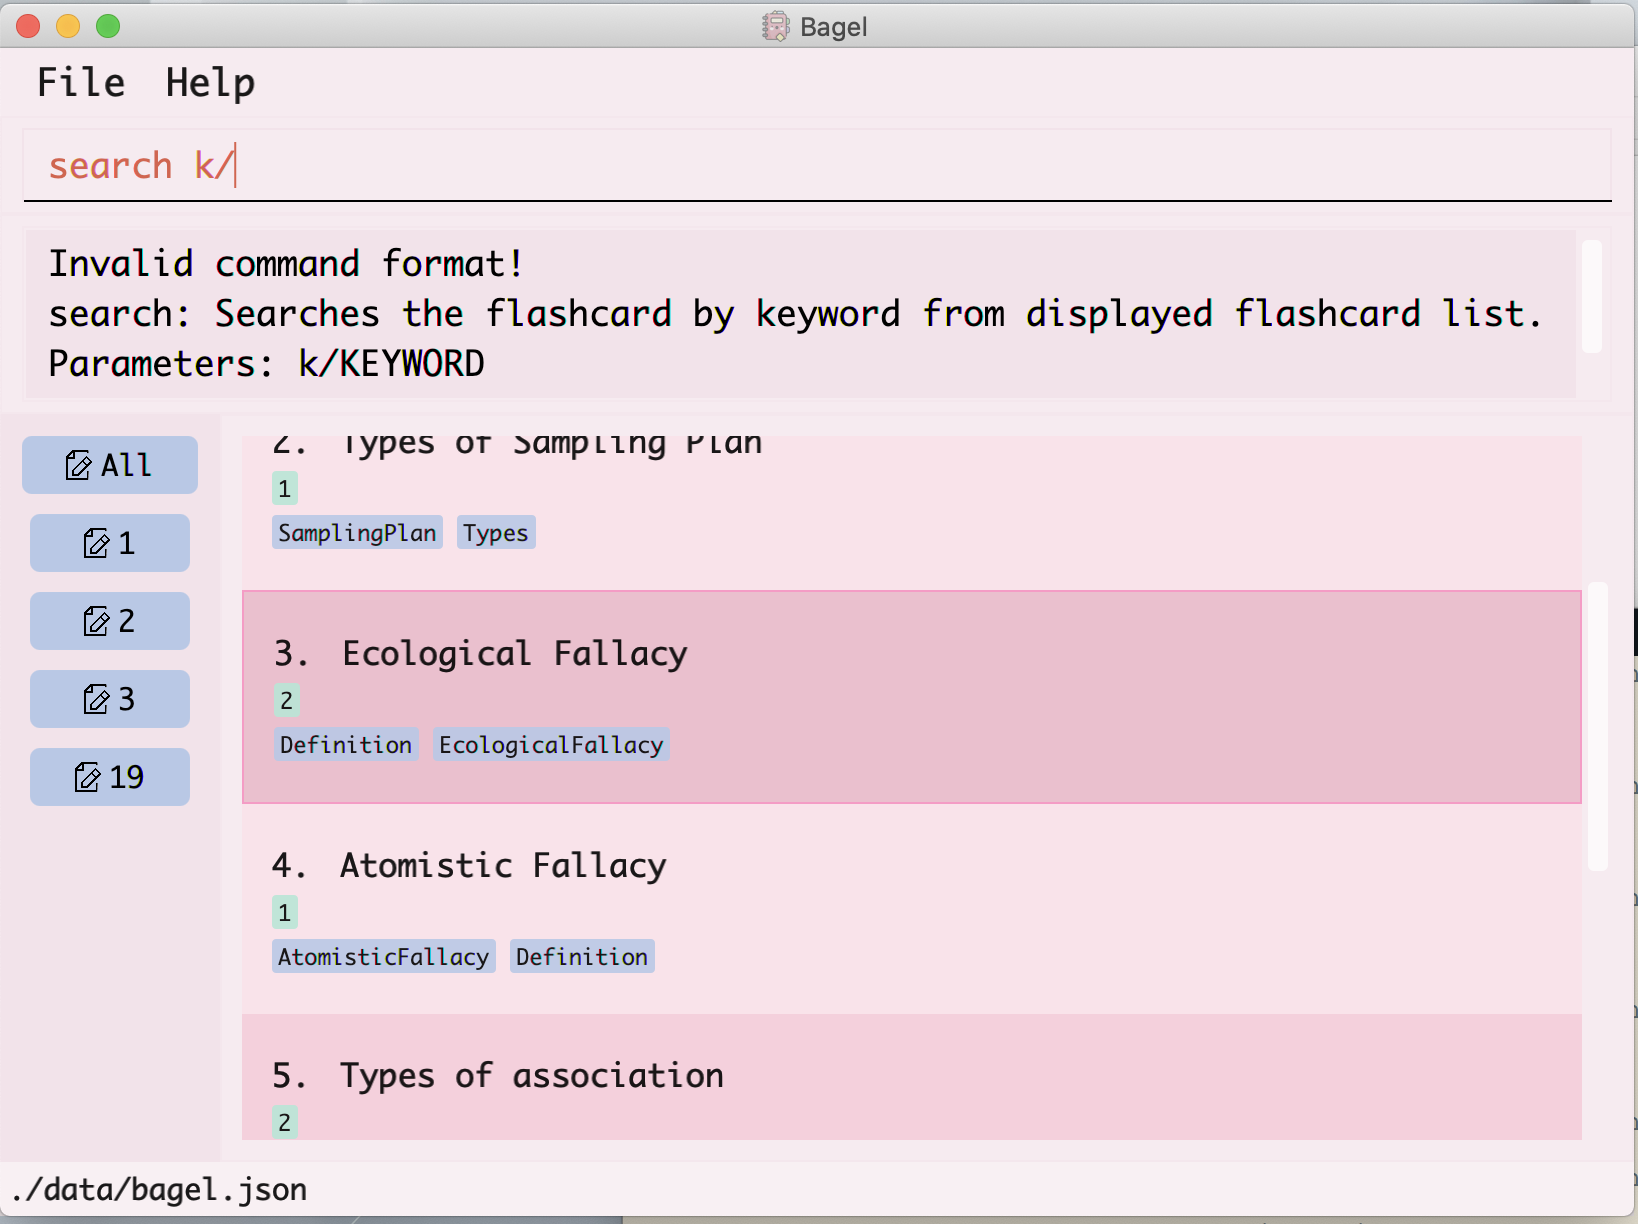 Bagel
File Help
search k/
Invalid command format!
search: Searches the flashcard by keyword from displayed flashcard list.
Parameters: k/KEYWORD
All
1
2
3
19
2. Types of Sampling Plan
1
SamplingPlan Types
3. Ecological Fallacy
2
Definition EcologicalFallacy
4. Atomistic Fallacy
1
AtomisticFallacy Definition
5. Types of association
2
./data/bagel.json